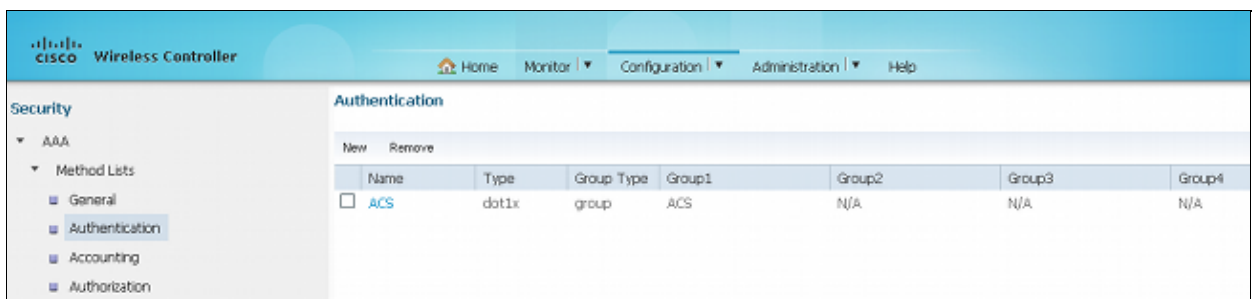 CISCO Wireless Controller
Home Monitor Configuration Administration Help
Security
AAA
Method Lists
General
Authentication
Accounting
Authorization
Authentication
New Remove
Name Type Group Type Group1 Group2 Group3 Group4
ACS dot1x group ACS N/A N/A N/A